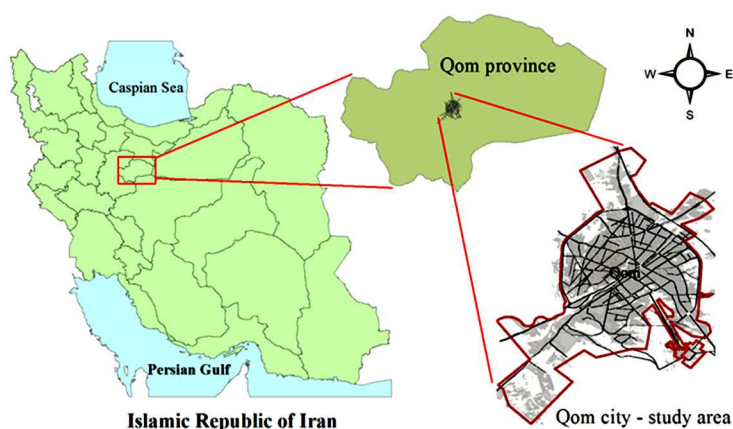 Caspian Sea
Qom province
N
W E
S
Qom
Persian Gulf
Islamic Republic of Iran
Qom city - study area